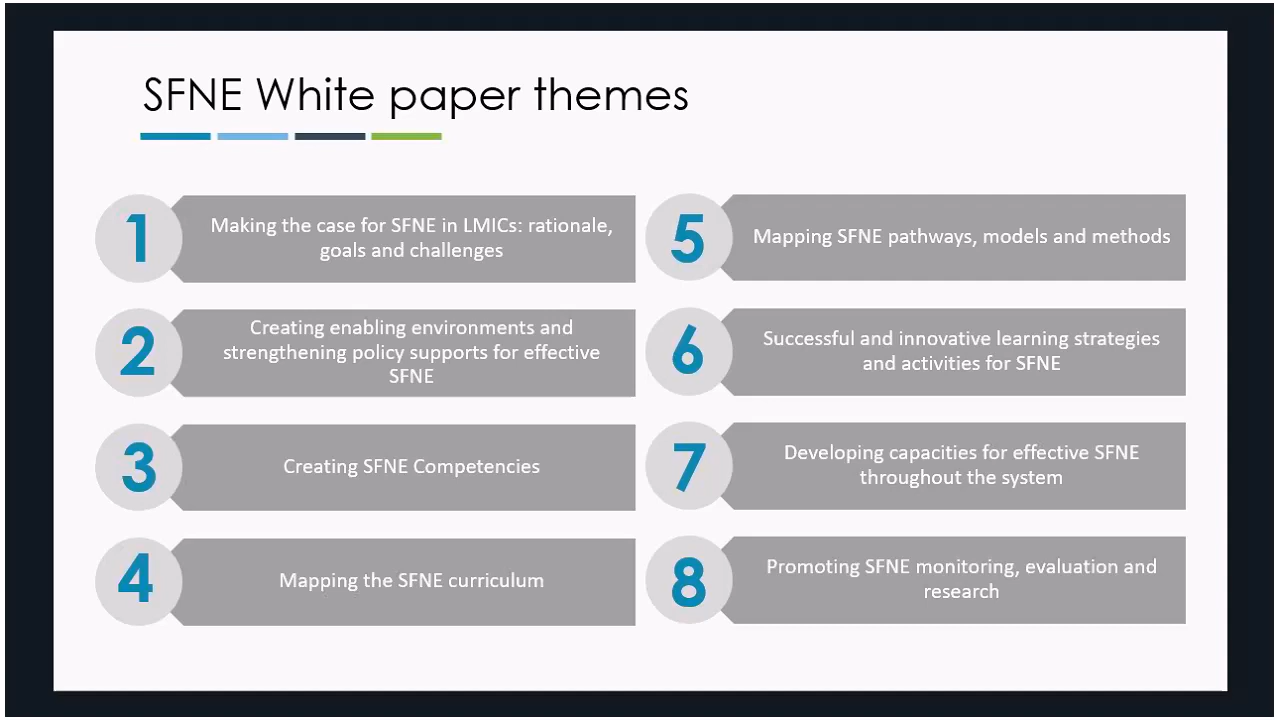 SFNE White paper themes
1
Making the case for SFNE in LMICs: rationale,
goals and challenges
2
Creating enabling environments and
strengthening policy supports for effective
SFNE
3
Creating SFNE Competencies
4
Mapping the SFNE curriculum
5
Mapping SFNE pathways, models and methods
6
Successful and innovative learning strategies
and activities for SFNE
7
Developing capacities for effective SFNE
throughout the system
8
Promoting SFNE monitoring, evaluation and
research